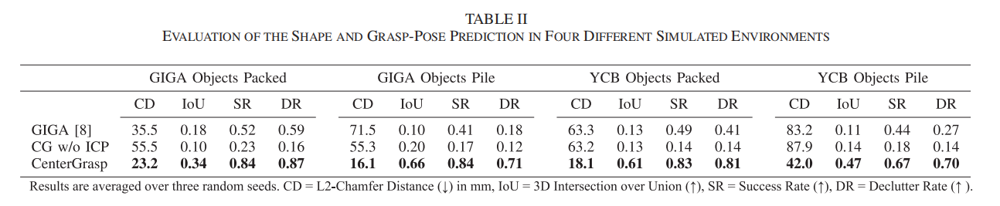 TABLE II
EVALUATION OF THE SHAPE AND GRASP-POSE PREDICTION IN FOUR DIFFERENT SIMULATED ENVIRONMENTS
GIGA Objects Packed GIGA Objects Pile YCB Objects Packed YCB Objects Pile
CD IoU SR DR CD IoU SR DR CD IoU SR DR CD IoU SR DR
GIGA [8] 35.5 0.18 0.52 0.59 71.5 0.10 0.41 0.18 63.3 0.13 0.49 0.41 83.2 0.11 0.44 0.27
CG w/o ICP 55.5 0.10 0.23 0.16 55.3 0.20 0.17 0.12 63.2 0.13 0.14 0.14 87.9 0.14 0.18 0.14
CenterGrasp 23.2 0.34 0.84 0.87 16.1 0.66 0.84 0.71 18.1 0.61 0.83 0.81 42.0 0.47 0.67 0.70
Results are averaged over three random seeds. CD = L2-Chamfer Distance (↓) in mm, IoU = 3D Intersection over Union (↑), SR = Success Rate (↑), DR = Declutter Rate (↑ ).